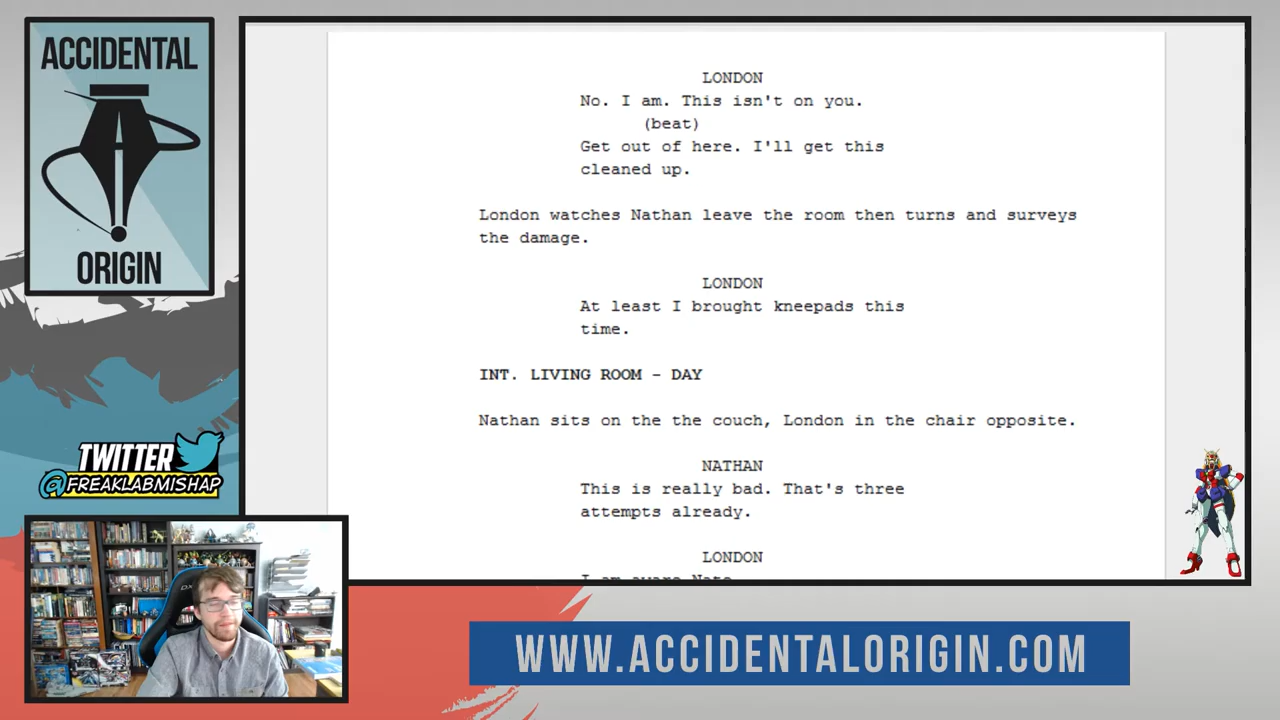 ACCIDENTAL
ORIGIN
LONDON
No. I am. This isn't on you.
(beat)
Get out of here. I'll get this
cleaned up.
London watches Nathan leave the room then turns and surveys
the damage.
LONDON
At least I brought kneepads this
time.
INT. LIVING ROOM - DAY
Nathan sits on the the couch, London in the chair opposite.
NATHAN
This is really bad. That's three
attempts already.
LONDON
I am aware Nate
TWITTER
@FREAKLABMISHAP
WWW.ACCIDENTALORIGIN.COM